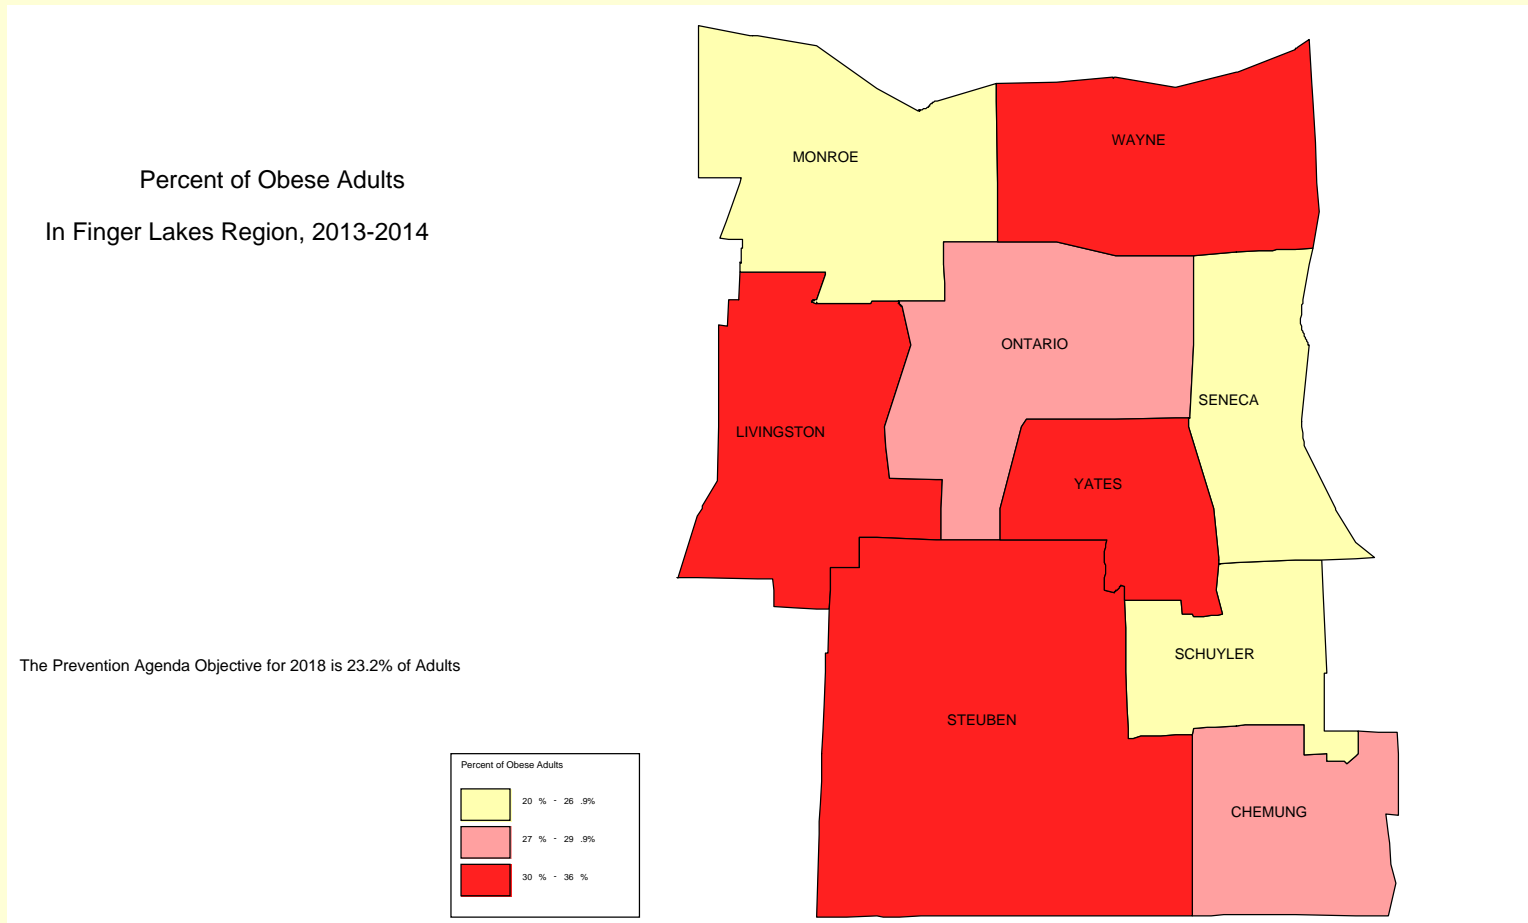 Percent of Obese Adults
In Finger Lakes Region, 2013-2014
MONROE
WAYNE
ONTARIO
SENECA
LIVINGSTON
YATES
SCHUYLER
STEUBEN
CHEMUNG
The Prevention Agenda Objective for 2018 is 23.2% of Adults
Percent of Obese Adults
20 % - 26 .9%
27 % - 29 .9%
30 % - 36 %